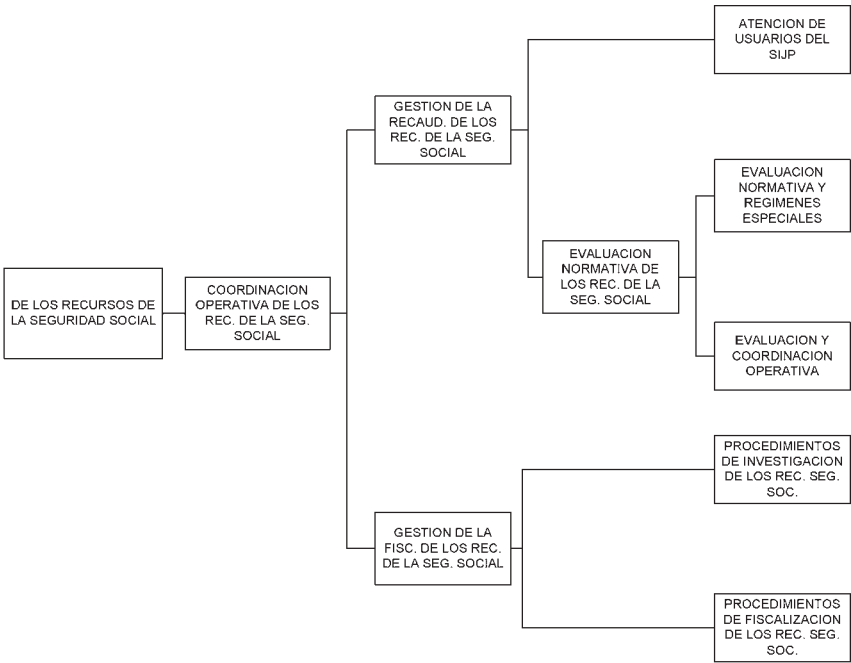 ATENCION DE
USUARIOS DEL
SIJP
GESTION DE LA
RECAUD. DE LOS
REC. DE LA SEG.
SOCIAL
EVALUACION
NORMATIVA Y
REGIMENES
ESPECIALES
EVALUACION
NORMATIVA DE
LOS REC. DE LA
SEG. SOCIAL
DE LOS RECURSOS DE
LA SEGURIDAD SOCIAL
COORDINACION
OPERATIVA DE LOS
REC. DE LA SEG.
SOCIAL
EVALUACION Y
COORDINACION
OPERATIVA
PROCEDIMIENTOS
DE INVESTIGACION
DE LOS REC. SEG.
SOC.
GESTION DE LA
FISC. DE LOS REC.
DE LA SEG. SOCIAL
PROCEDIMIENTOS
DE FISCALIZACION
DE LOS REC. SEG.
SOC.